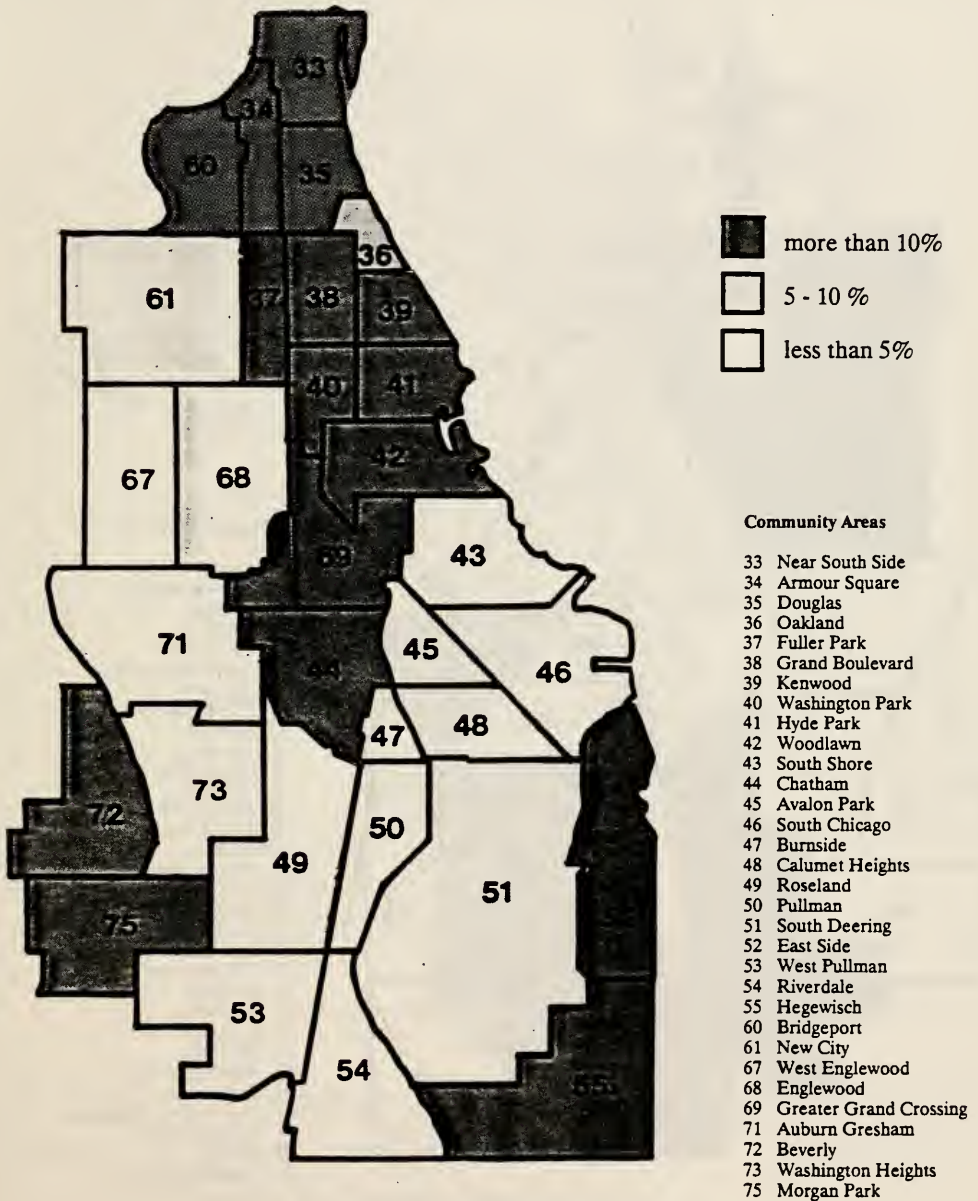 33
34
60
35
36
61
37
38
39
40
41
67
68
42
69
43
71
44
45
46
47
48
72
73
50
49
51
75
53
54
55
more than 10%
5 - 10 %
less than 5%
Community Areas
33 Near South Side
34 Armour Square
35 Douglas
36 Oakland
37 Fuller Park
38 Grand Boulevard
39 Kenwood
40 Washington Park
41 Hyde Park
42 Woodlawn
43 South Shore
44 Chatham
45 Avalon Park
46 South Chicago
47 Burnside
48 Calumet Heights
49 Roseland
50 Pullman
51 South Deering
52 East Side
53 West Pullman
54 Riverdale
55 Hegewisch
60 Bridgeport
61 New City
67 West Englewood
68 Englewood
69 Greater Grand Crossing
71 Auburn Gresham
72 Beverly
73 Washington Heights
75 Morgan Park